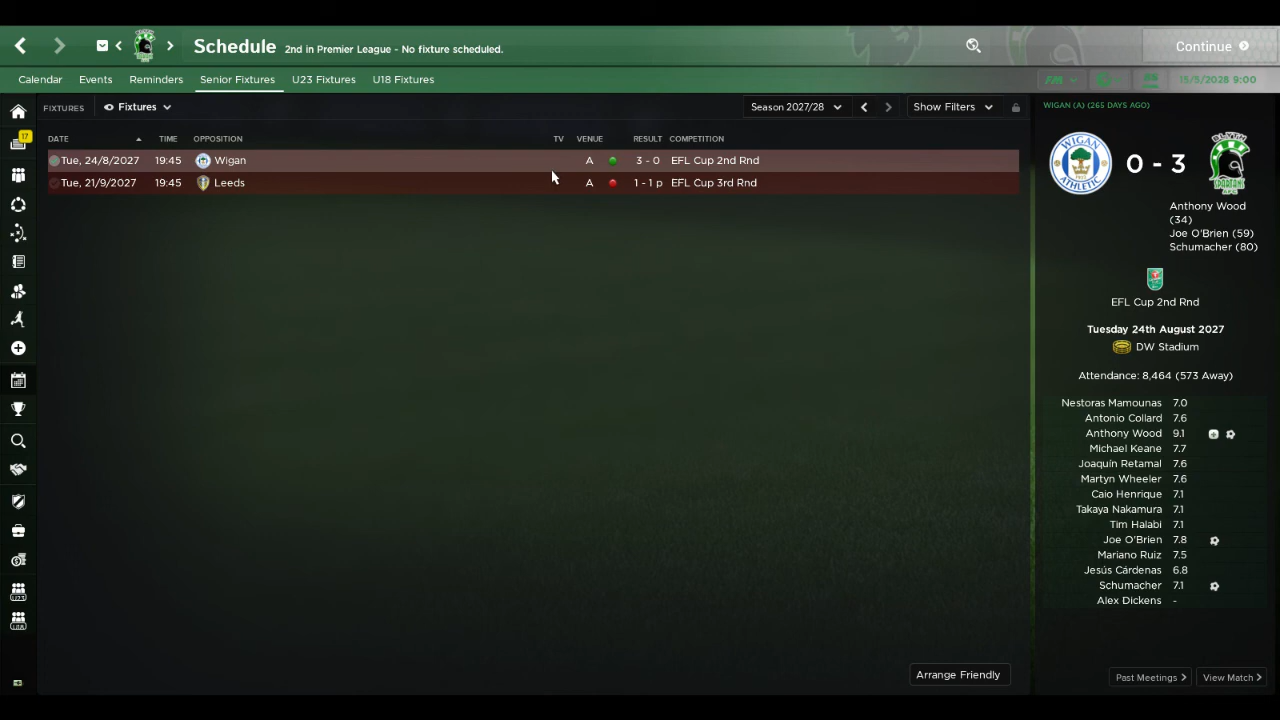 Schedule 2nd in Premier League - No fixture scheduled.
Continue
Calendar Events Reminders Senior Fixtures U23 Fixtures U18 Fixtures
FM 15/5/2028 9:00
FIXTURES Fixtures Season 2027/28 Show Filters
WIGAN (A) (265 DAYS AGO)
17
DATE TIME OPPOSITION TV VENUE RESULT COMPETITION
Tue, 24/8/2027 19:45 Wigan A 3 - 0 EFL Cup 2nd Rnd
Tue, 21/9/2027 19:45 Leeds A 1 - 1 p EFL Cup 3rd Rnd
0 - 3
Anthony Wood
(34)
Joe O'Brien (59)
Schumacher (80)
EFL Cup 2nd Rnd
Tuesday 24th August 2027
DW Stadium
Attendance: 8,464 (573 Away)
Nestoras Mamounas 7.0
Antonio Collard 7.6
Anthony Wood 9.1
Michael Keane 7.7
Joaquín Retamal 7.6
Martyn Wheeler 7.6
Caio Henrique 7.1
Takaya Nakamura 7.1
Tim Halabi 7.1
Joe O'Brien 7.8
Mariano Ruiz 7.5
Jesús Cárdenas 6.8
Schumacher 7.1
Alex Dickens -
Arrange Friendly
Past Meetings View Match